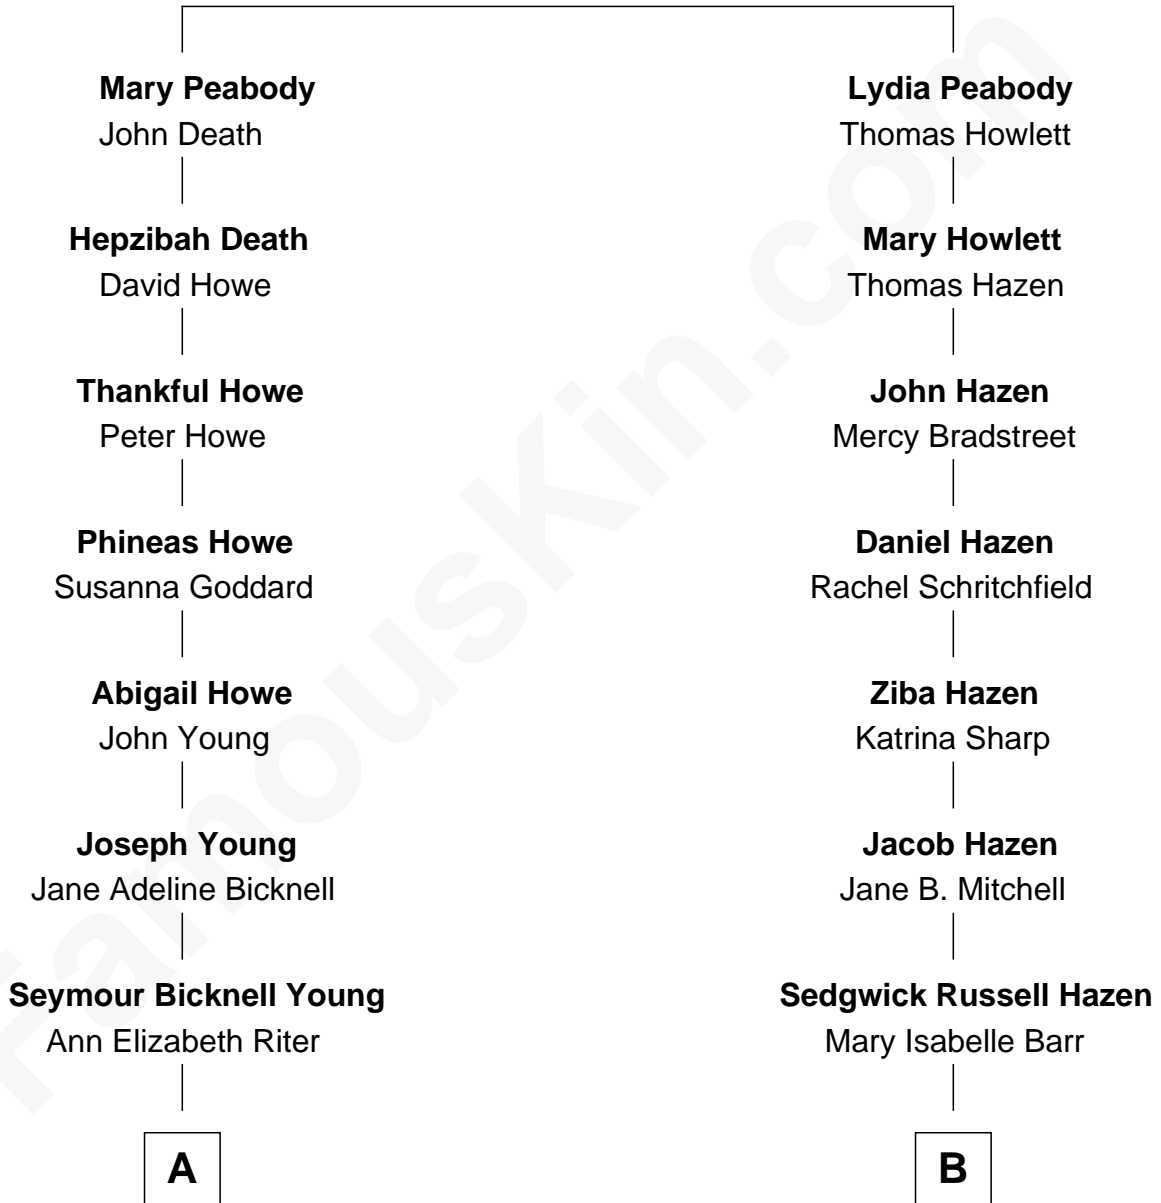 Mary Peabody
John Death
Hepzibah Death
David Howe
Thankful Howe
Peter Howe
Phineas Howe
Susanna Goddard
Abigail Howe
John Young
Joseph Young
Jane Adeline Bicknell
Seymour Bicknell Young
Ann Elizabeth Riter
A
Lydia Peabody
Thomas Howlett
Mary Howlett
Thomas Hazen
John Hazen
Mercy Bradstreet
Daniel Hazen
Rachel Schritchfield
Ziba Hazen
Katrina Sharp
Jacob Hazen
Jane B. Mitchell
Sedgwick Russell Hazen
Mary Isabelle Barr
B
FamousKin.com